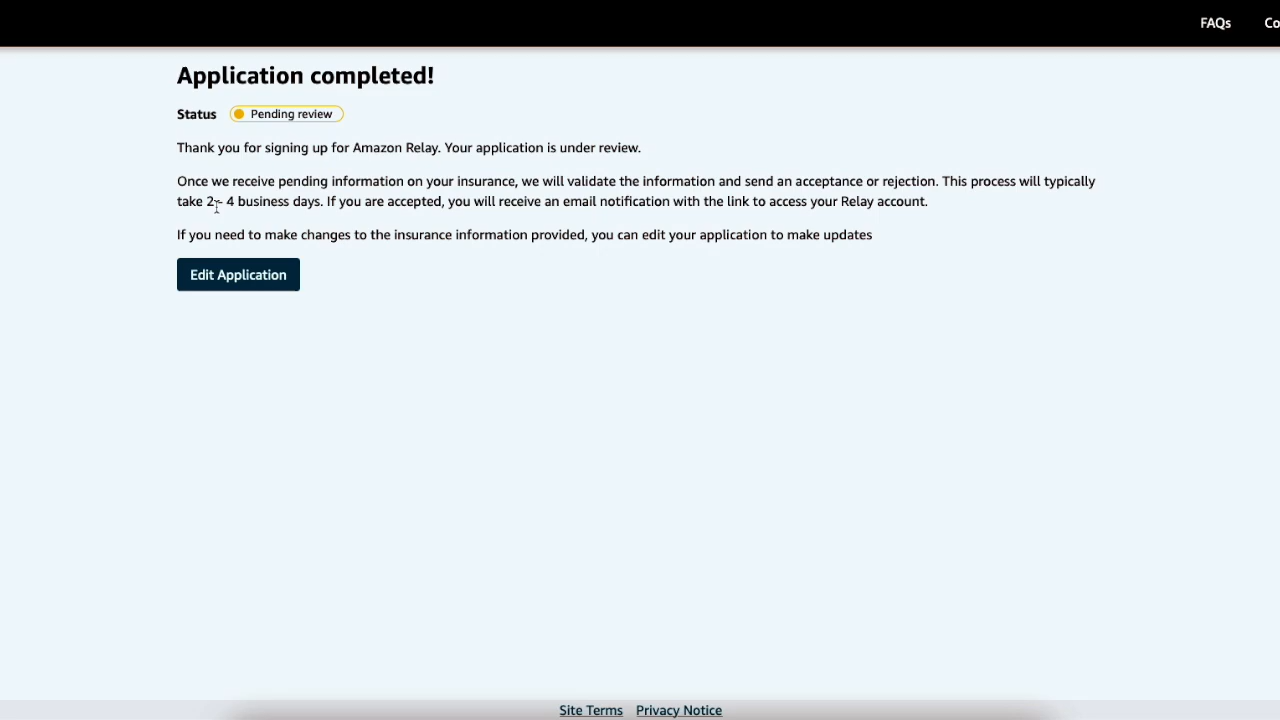 FAQs
Application completed!
Status Pending review
Thank you for signing up for Amazon Relay. Your application is under review.
Once we receive pending information on your insurance, we will validate the information and send an acceptance or rejection. This process will typically
take 2 - 4 business days. If you are accepted, you will receive an email notification with the link to access your Relay account.
If you need to make changes to the insurance information provided, you can edit your application to make updates
Edit Application
Site Terms Privacy Notice